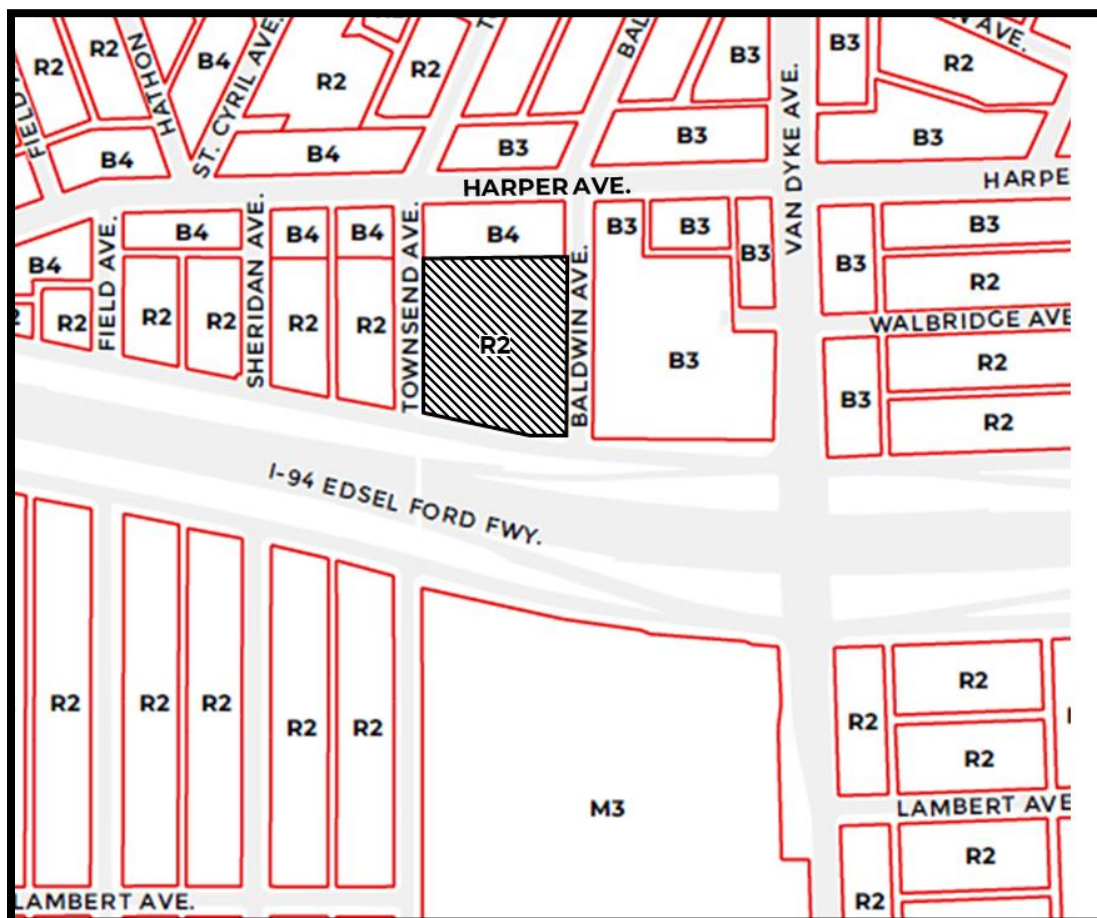 R2
R2
HATHON
B4
ST. CYRIL AVE.
R2
R2
B3
B3
R2
AVE.
FIELD
B4
B4
B3
B3
B3
VAN DYKE AVE.
HARPER AVE.
HARPE
B4
B4
B4
B4
B4
B3
B3
B3
B3
B3
FIELD AVE.
SHERIDAN AVE.
TOWNSEND AVE.
BALDWIN AVE.
R2
R2
R2
R2
R2
R2
R2
B3
R2
WALBRIDGE AVE
B3
R2
R2
I-94 EDSEL FORD FWY.
R2
R2
R2
R2
R2
M3
R2
R2
R2
LAMBERT AVE
R2
R2
LAMBERT AVE.